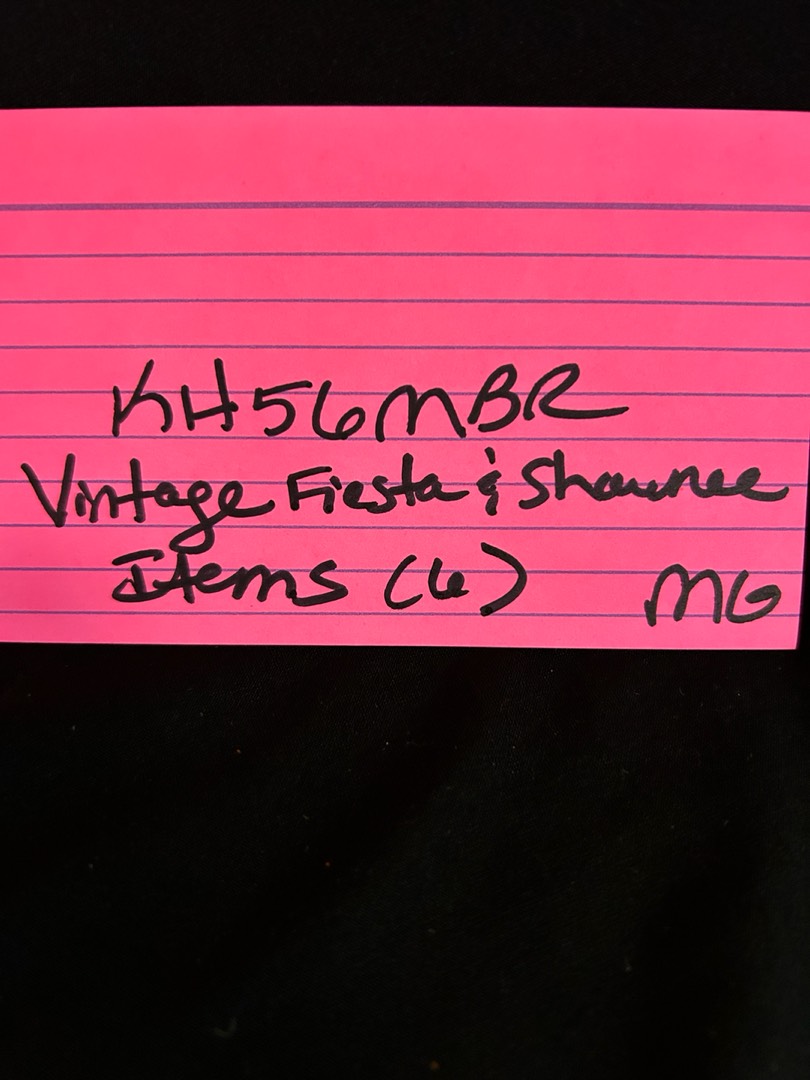 KH56MBR
Vintage Fiesta & Shawnee
Items (6) MG